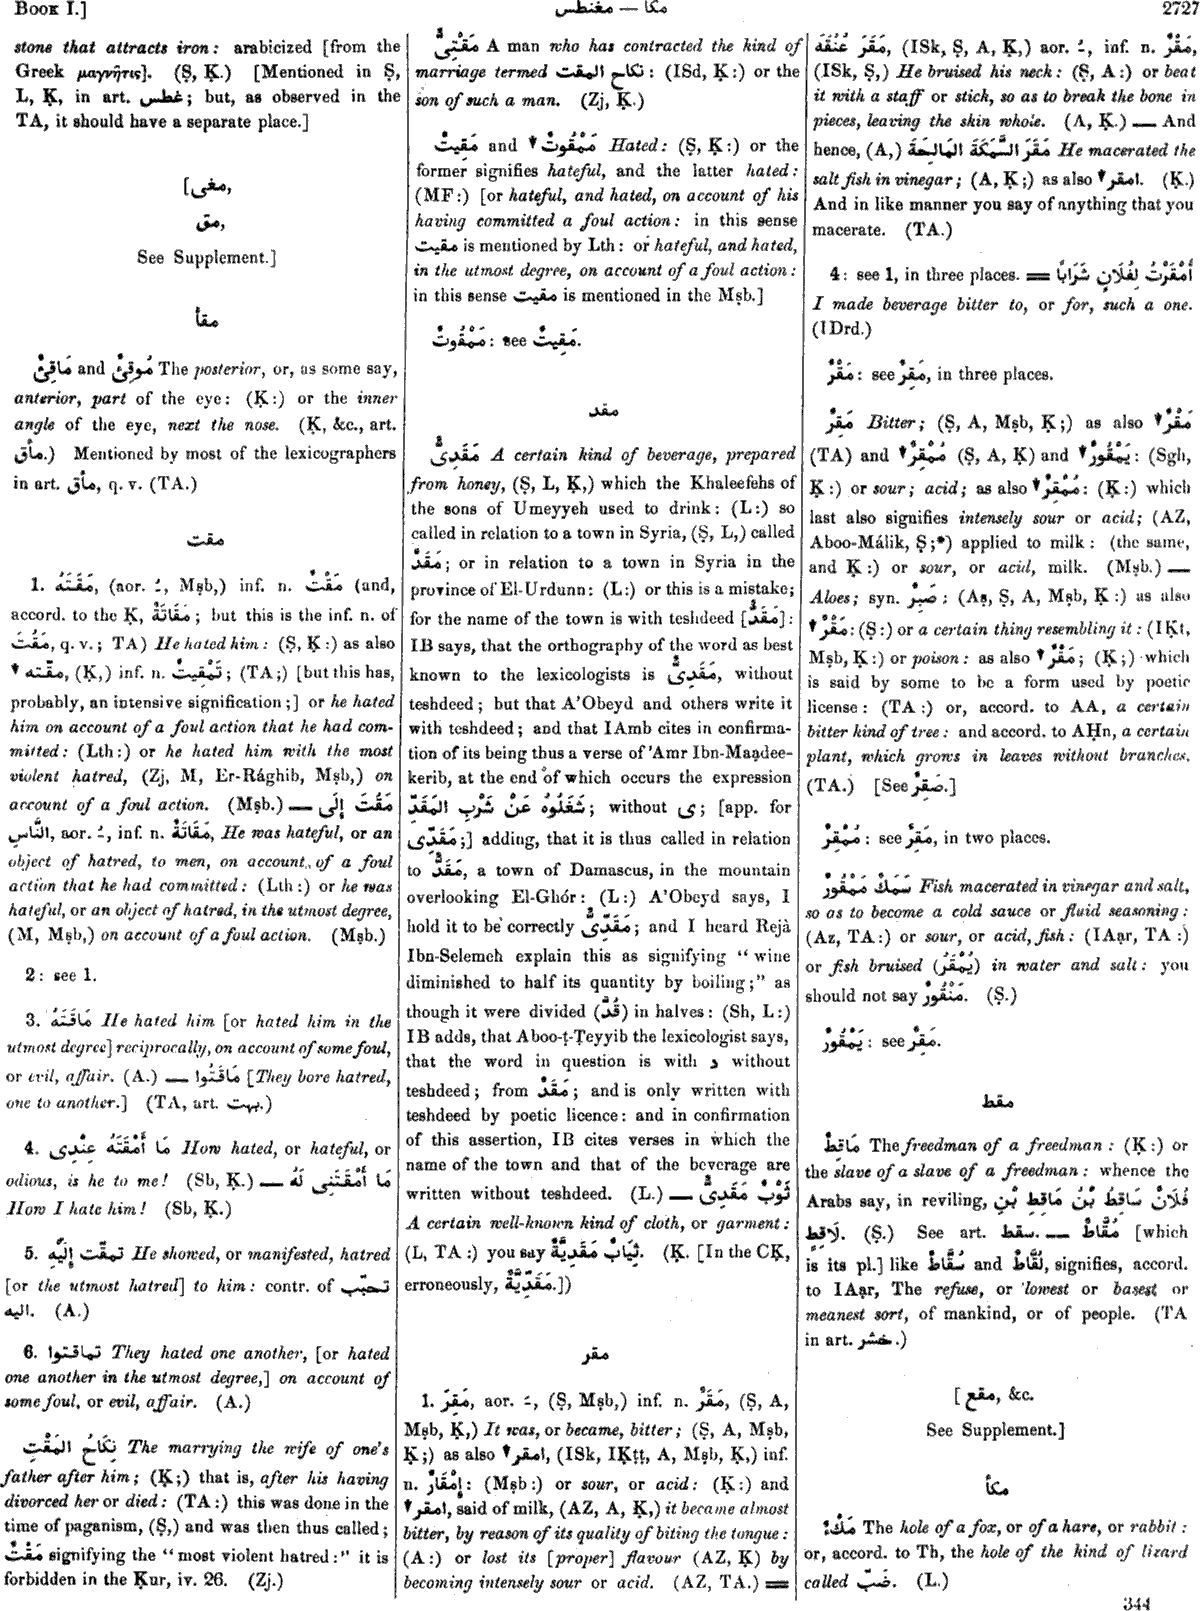 BOOK I.]
مكا — مغنطس
2727
stone that attracts iron: arabicized [from the
Greek μαγνῆτις]. (Ṣ, Ḳ.) [Mentioned in Ṣ,
L, Ḳ, in art. غطس; but, as observed in the
TA, it should have a separate place.]
[مغى,
مق,
See Supplement.]
مقأ
مَاقِئٌ and مُوقِئٌ The posterior, or, as some say,
anterior, part of the eye: (Ḳ:) or the inner
angle of the eye, next the nose. (Ḳ, &c., art.
مأق.) Mentioned by most of the lexicographers
in art. مأق, q. v. (TA.)
مقت
1. مَقَتَهُ, (aor. ـُ, Mṣb,) inf. n. مَقْتٌ (and,
accord. to the Ḳ, مَقَاتَةٌ; but this is the inf. n. of
مَقُتَ, q. v.; TA) He hated him: (Ṣ, Ḳ:) as also
▼ مقّته, (Ḳ,) inf. n. تَمْقِيتٌ; (TA;) [but this has,
probably, an intensive signification;] or he hated
him on account of a foul action that he had com-
mitted: (Lth:) or he hated him with the most
violent hatred, (Zj, M, Er-Rághib, Mṣb,) on
account of a foul action. (Mṣb.) — مَقُتَ إِلَى
النَّاسِ, aor. ـُ, inf. n. مَقَاتَةٌ, He was hateful, or an
object of hatred, to men, on account of a foul
action that he had committed: (Lth:) or he was
hateful, or an object of hatred, in the utmost degree,
(M, Mṣb,) on account of a foul action. (Mṣb.)
2: see 1.
3. مَاقَتَهُ He hated him [or hated him in the
utmost degree] reciprocally, on account of some foul,
or evil, affair. (A.) — مَاقَتُوا [They bore hatred,
one to another.] (TA, art. بهت.)
4. مَا أَمْقَتَهُ عِنْدِى How hated, or hateful, or
odious, is he to me! (Sb, Ḳ.) — مَا أَمْقَتَنِى لَهُ
How I hate him! (Sb, Ḳ.)
5. تمقّت إِلَيْهِ He showed, or manifested, hatred
[or the utmost hatred] to him: contr. of تحبّب
اليه. (A.)
6. تماقتوا They hated one another, [or hated
one another in the utmost degree,] on account of
some foul, or evil, affair. (A.)
نِكَاحُ المَقْتِ The marrying the wife of one's
father after him; (Ḳ;) that is, after his having
divorced her or died: (TA:) this was done in the
time of paganism, (Ṣ,) and was then thus called;
مَقْتٌ signifying the "most violent hatred:" it is
forbidden in the Ḳur, iv. 26. (Zj.)
مَقْتِىٌّ A man who has contracted the kind of
marriage termed نكاح المقت: (ISd, Ḳ:) or the
son of such a man. (Zj, Ḳ.)
مَقِيتٌ and ▼ مَمْقُوتٌ Hated: (Ṣ, Ḳ:) or the
former signifies hateful, and the latter hated:
(MF:) [or hateful, and hated, on account of his
having committed a foul action: in this sense
مقيت is mentioned by Lth: or hateful, and hated,
in the utmost degree, on account of a foul action:
in this sense مقيت is mentioned in the Mṣb.]
مَمْقُوتٌ: see مَقِيتٌ.
مقد
مَقَدِىٌّ A certain kind of beverage, prepared
from honey, (Ṣ, L, Ḳ,) which the Khaleefehs of
the sons of Umeyyeh used to drink: (L:) so
called in relation to a town in Syria, (Ṣ, L,) called
مَقَدٌ; or in relation to a town in Syria in the
province of El-Urdunn: (L:) or this is a mistake;
for the name of the town is with teshdeed [مَقَدٌّ]:
IB says, that the orthography of the word as best
known to the lexicologists is مَقَدِىٌّ, without
teshdeed; but that A'Obeyd and others write it
with teshdeed; and that IAmb cites in confirma-
tion of its being thus a verse of 'Amr Ibn-Maạdee-
kerib, at the end of which occurs the expression
شَغَلُوهُ عَنْ شَرْبِ المَقَدِّ; without ى; [app. for
مَقَدِّى;] adding, that it is thus called in relation
to مَقَدٌّ, a town of Damascus, in the mountain
overlooking El-Ghór: (L:) A'Obeyd says, I
hold it to be correctly مَقَدِّىٌّ; and I heard Rejà
Ibn-Selemeh explain this as signifying "wine
diminished to half its quantity by boiling;" as
though it were divided (قُدَّ) in halves: (Sh, L:)
IB adds, that Aboo-ṭ-Ṭeyyib the lexicologist says,
that the word in question is with د without
teshdeed; from مَقَدٌ; and is only written with
teshdeed by poetic licence: and in confirmation
of this assertion, IB cites verses in which the
name of the town and that of the beverage are
written without teshdeed. (L.) — ثَوْبٌ مَقَدِىٌّ
A certain well-known kind of cloth, or garment:
(L, TA:) you say ثِيَابٌ مَقَدِيَّةٌ. (Ḳ. [In the CḲ,
erroneously, مَقَدِّيَّةٌ.])
مقر
1. مَقِرَ, aor. ـَ, (Ṣ, Mṣb,) inf. n. مَقَرٌ, (Ṣ, A,
Mṣb, Ḳ,) It was, or became, bitter; (Ṣ, A, Mṣb,
Ḳ;) as also ▼ امقر, (ISk, IḲṭṭ, A, Mṣb, Ḳ,) inf.
n. إِمْقَارٌ: (Mṣb:) or sour, or acid: (Ḳ:) and
▼ امقر, said of milk, (AZ, A, Ḳ,) it became almost
bitter, by reason of its quality of biting the tongue:
(A:) or lost its [proper] flavour (AZ, Ḳ) by
becoming intensely sour or acid. (AZ, TA.) ==
مَقَرَ عُنُقَهُ, (ISk, Ṣ, A, Ḳ,) aor. ـُ, inf. n. مَقْرٌ,
(ISk, Ṣ,) He bruised his neck: (Ṣ, A:) or beat
it with a staff or stick, so as to break the bone in
pieces, leaving the skin whole. (A, Ḳ.) — And
hence, (A,) مَقَرَ السَّمَكَةَ المَالِحَةَ He macerated the
salt fish in vinegar; (A, Ḳ;) as also ▼ امقر. (Ḳ.)
And in like manner you say of anything that you
macerate. (TA.)
4: see 1, in three places. == أَمْقَرْتُ لِفُلَانٍ شَرَابًا
I made beverage bitter to, or for, such a one.
(IDrd.)
مَقْرٌ: see مَقِرٌ, in three places.
مَقِرٌ Bitter; (Ṣ, A, Mṣb, Ḳ;) as also ▼ مَقْرٌ
(TA) and ▼ مُمْقِرٌ (Ṣ, A, Ḳ) and ▼ يَمْقُورٌ: (Sgh,
Ḳ:) or sour; acid; as also ▼ مُمْقِرٌ: (Ḳ:) which
last also signifies intensely sour or acid; (AZ,
Aboo-Málik, Ṣ;*) applied to milk: (the same,
and Ḳ:) or sour, or acid, milk. (Mṣb.) —
Aloes; syn. صَبِرٌ: (Aṣ, Ṣ, A, Mṣb, Ḳ:) as also
▼ مَقْرٌ: (Ṣ:) or a certain thing resembling it: (IḲt,
Mṣb, Ḳ:) or poison: as also ▼ مَقْرٌ; (Ḳ;) which
is said by some to be a form used by poetic
license: (TA:) or, accord. to AA, a certain
bitter kind of tree: and accord. to AḤn, a certain
plant, which grows in leaves without branches.
(TA.) [See صَقِرٌ.]
مُمْقِرٌ: see مَقِرٌ, in two places.
سَمَكٌ مَمْقُورٌ Fish macerated in vinegar and salt,
so as to become a cold sauce or fluid seasoning:
(Az, TA:) or sour, or acid, fish: (IAạr, TA:)
or fish bruised (يُمْقَرُ) in water and salt: you
should not say مَنْقُورٌ. (Ṣ.)
يَمْقُورٌ: see مَقِرٌ.
مقط
مَاقِطٌ The freedman of a freedman: (Ḳ:) or
the slave of a slave of a freedman: whence the
Arabs say, in reviling, فُلَانٌ سَاقِطُ بْنُ مَاقِطِ بْنِ
لَاقِطٍ. (Ṣ.) See art. سقط. — مُقَّاطٌ [which
is its pl.] like سُقَّاطٌ and لُقَّاطٌ, signifies, accord.
to IAạr, The refuse, or lowest or basest or
meanest sort, of mankind, or of people. (TA
in art. خشر.)
[مقع, &c.
See Supplement.]
مكأ
مَكْءٌ The hole of a fox, or of a hare, or rabbit:
or, accord. to Th, the hole of the kind of lizard
called ضَبّ. (L.)
344